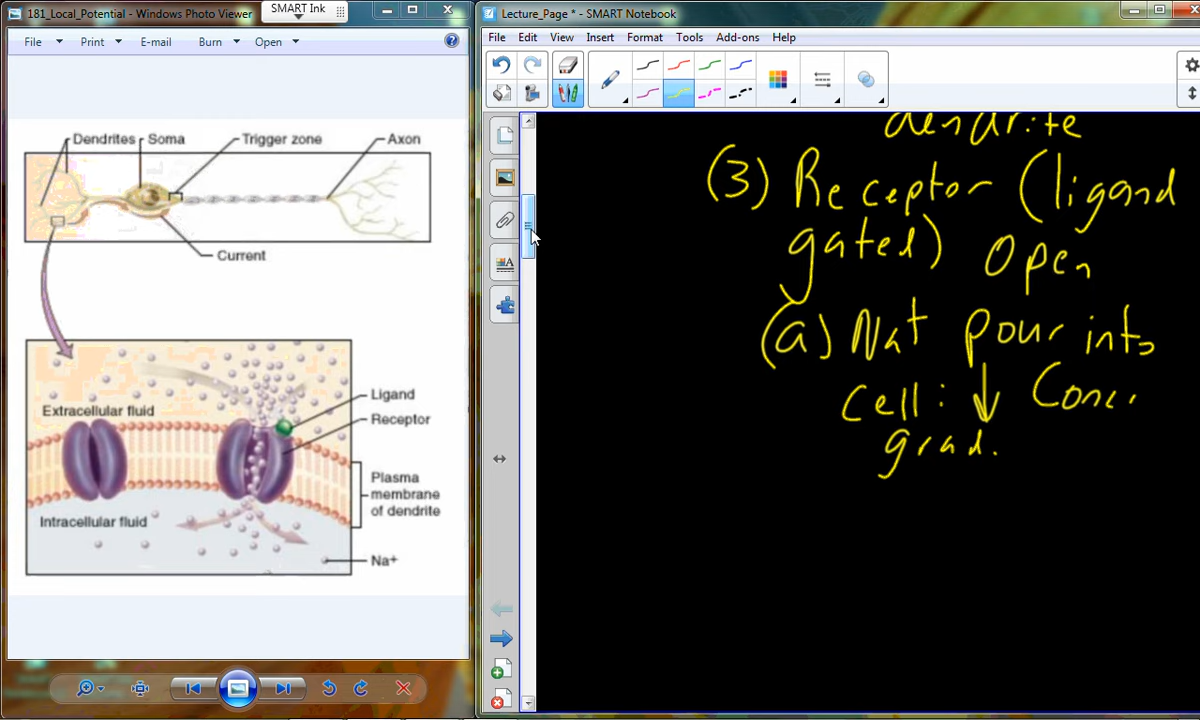 181_Local_Potential - Windows Photo Viewer
SMART Ink
File Print E-mail Burn Open
Dendrites Soma Trigger zone Axon
Current
Ligand
Extracellular fluid
Receptor
Plasma
membrane
of dendrite
Intracellular fluid
Na+
Lecture_Page * - SMART Notebook
File Edit View Insert Format Tools Add-ons Help
dendrite
(3) Receptor (ligand
gated) Open
(a) Na+ pour into
Cell: ↓ Conc.
grad.